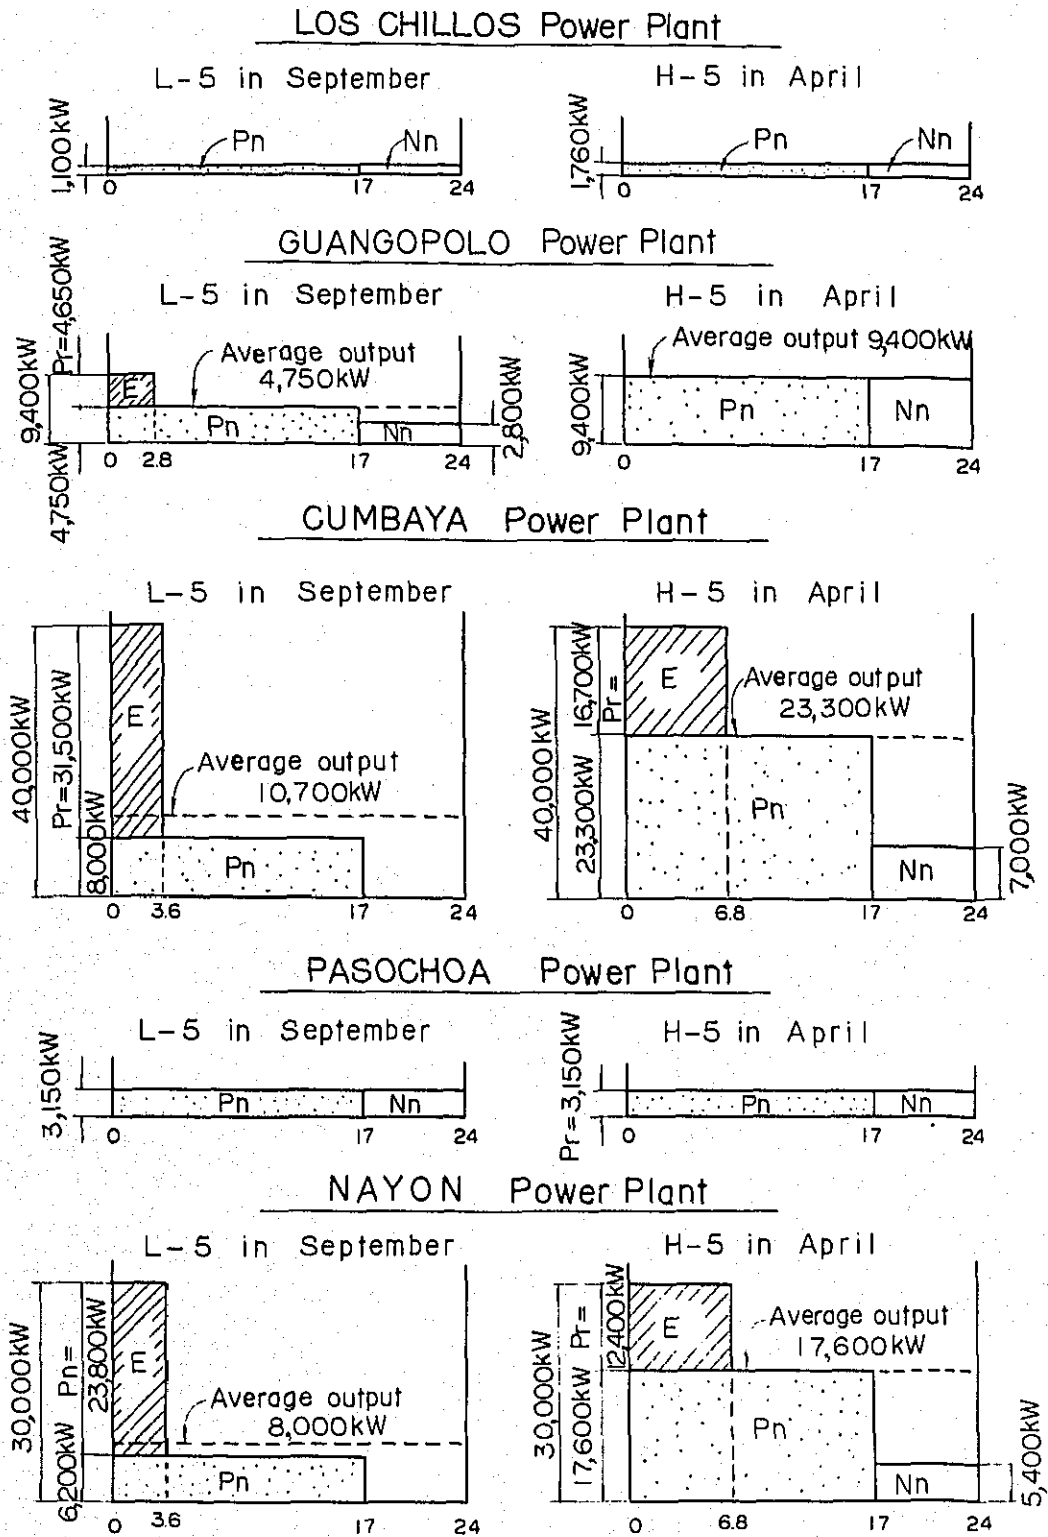 LOS CHILLOS Power Plant
L-5 in September
1,100kW
Pn
Nn
0
17
24
H-5 in April
1,760kW
Pn
Nn
0
17
24
GUANGOPOLO Power Plant
L-5 in September
9,400kW
Pr=4,650kW
4,750kW
Average output
4,750kW
E
Pn
Nn
2,800kW
0
2.8
17
24
H-5 in April
Average output 9,400kW
9,400kW
Pn
Nn
0
17
24
CUMBAYA Power Plant
L-5 in September
40,000kW
Pr=31,500kW
8,000kW
E
Average output
10,700kW
Pn
0
3.6
17
24
H-5 in April
40,000kW
Pr=
16,700kW
23,300kW
E
Average output
23,300kW
Pn
Nn
7,000kW
0
6.8
17
24
PASOCHOA Power Plant
L-5 in September
3,150kW
Pn
Nn
0
17
24
H-5 in April
Pr=3,150kW
Pn
Nn
0
17
24
NAYON Power Plant
L-5 in September
30,000kW
Pn=
23,800kW
6,200kW
E
Average output
8,000kW
Pn
0
3.6
17
24
H-5 in April
30,000kW
Pr=
12,400kW
17,600kW
E
Average output
17,600kW
Pn
Nn
5,400kW
0
6.8
17
24